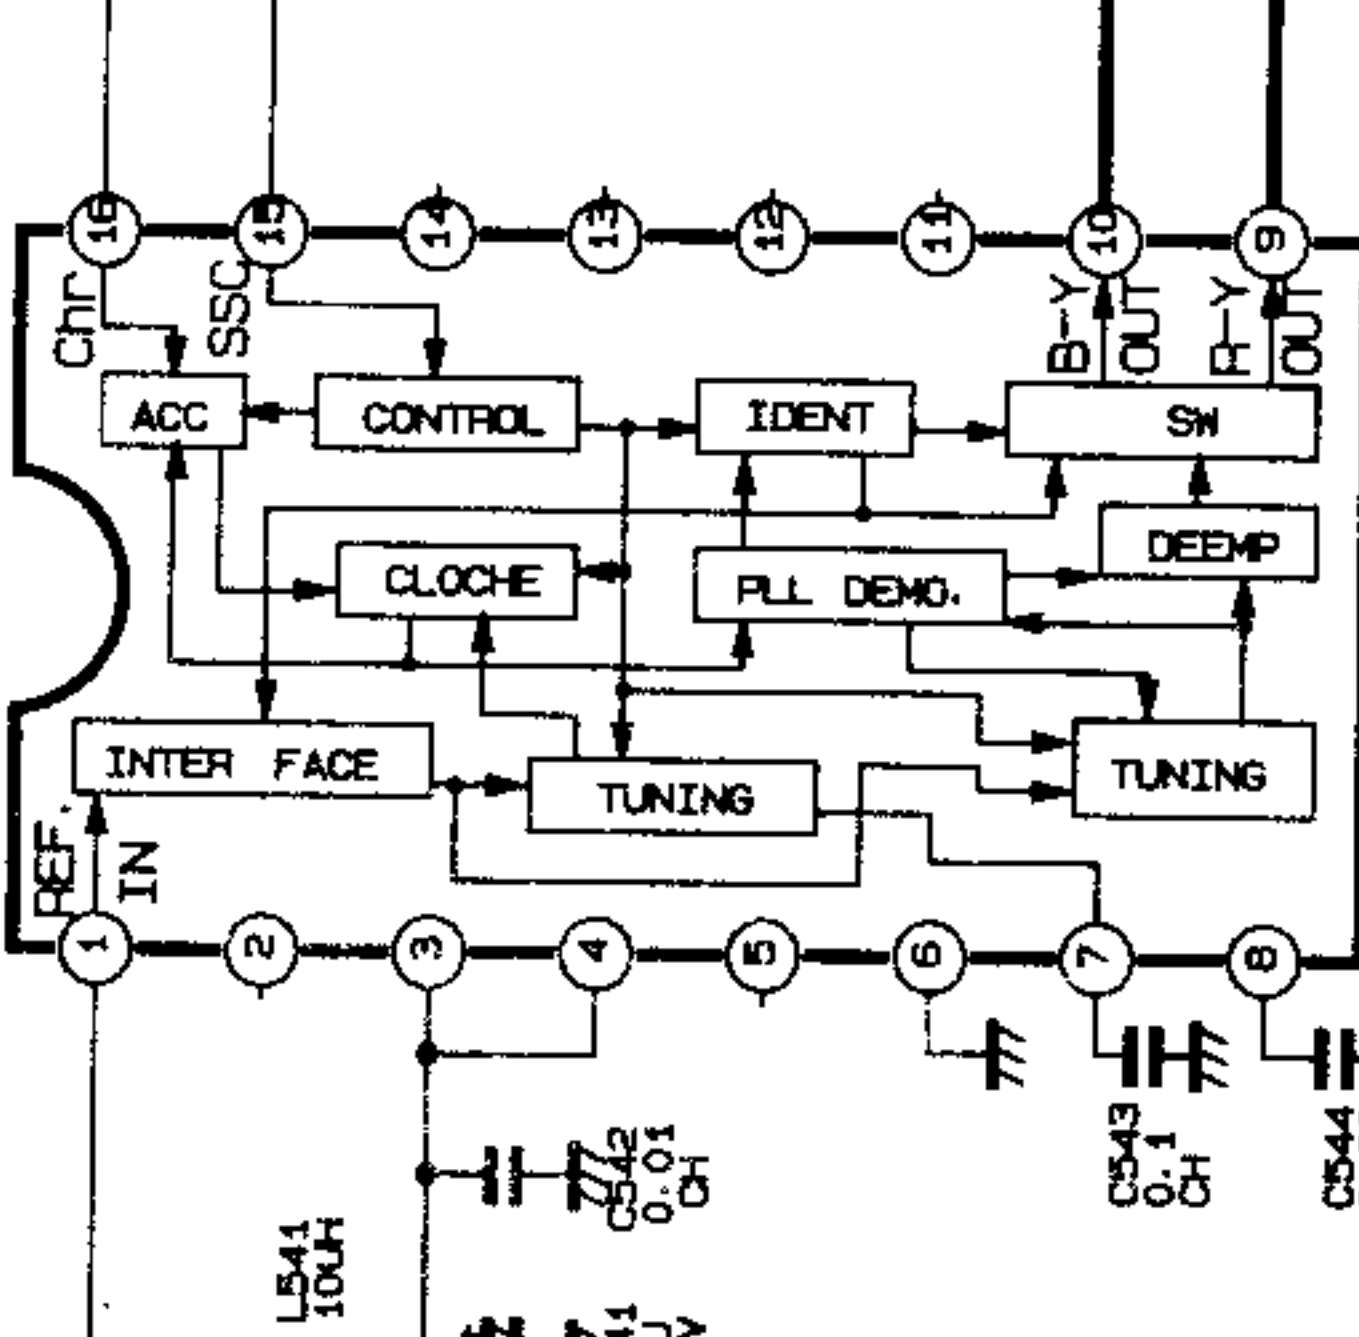 16
15
14
13
12
11
10
9
Chr
SSC
B-Y
OUT
R-Y
OUT
ACC
CONTROL
IDENT
SW
CLOCHE
PLL DEMO.
DEEMP
INTER FACE
TUNING
TUNING
REF.
IN
1
2
3
4
5
6
7
8
C542
0.01
CH
C543
0.1
CH
C544
L541
10UH